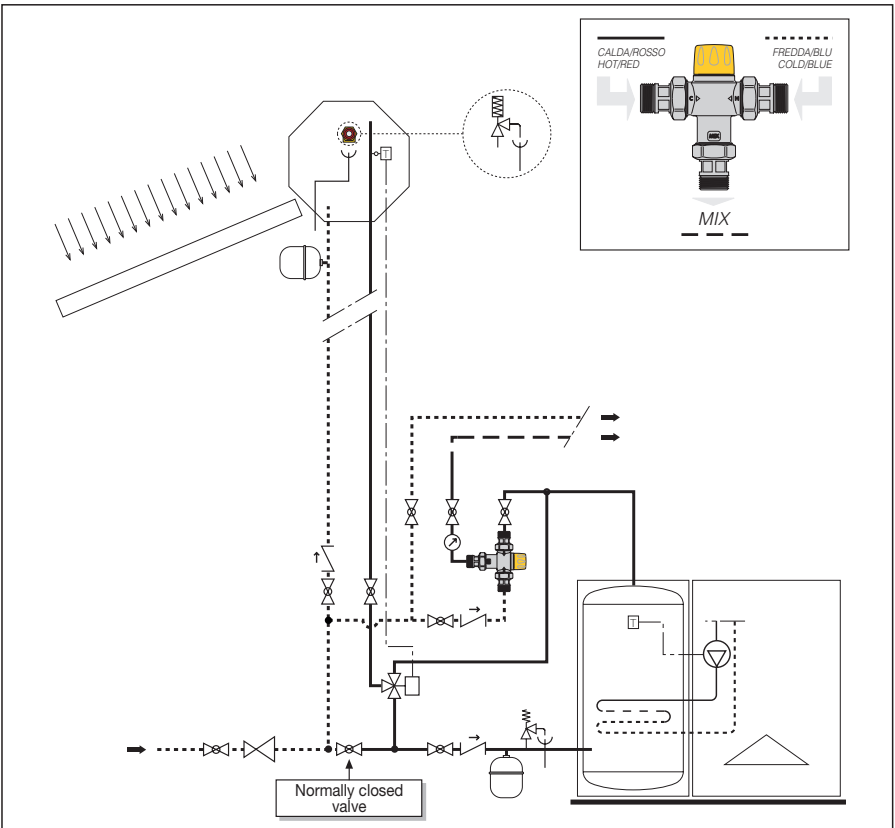 CALDA/ROSSO
HOT/RED
FREDDA/BLU
COLD/BLUE
C
H
MIX
T
T
Normally closed
valve